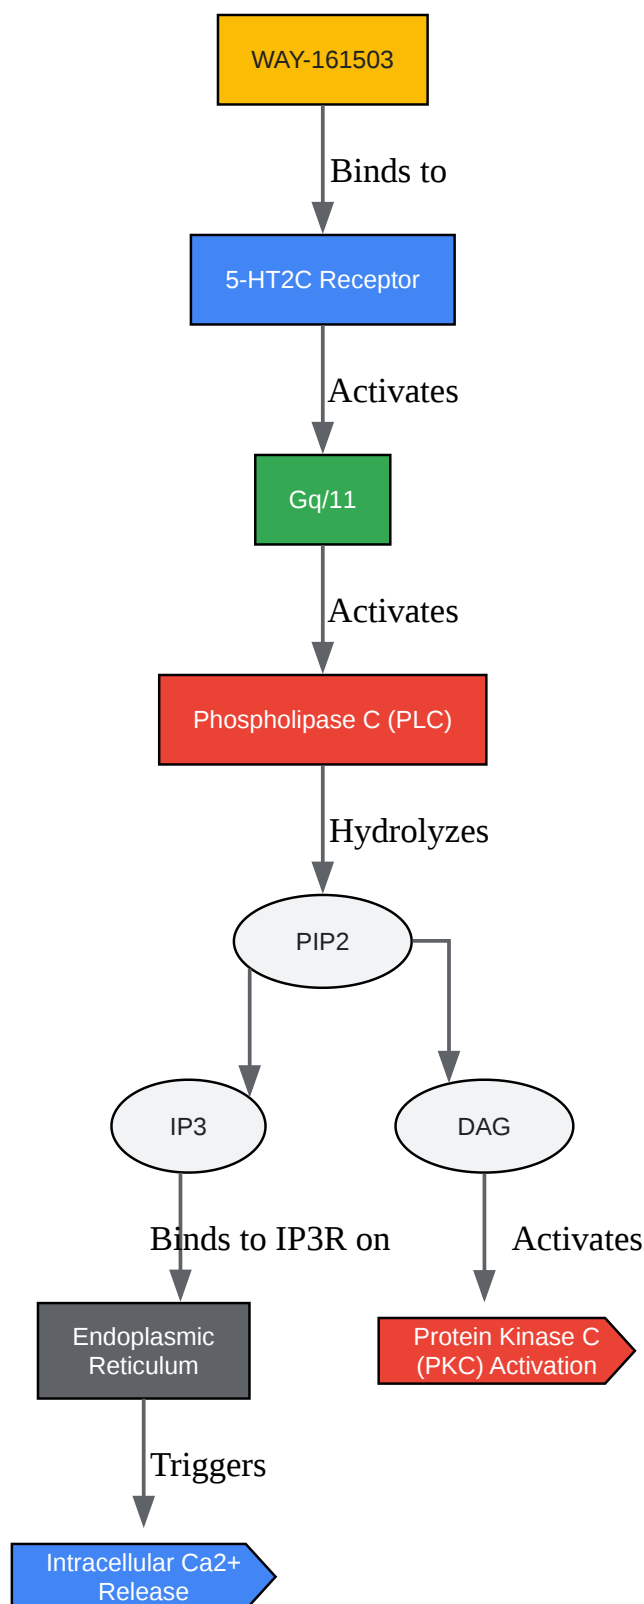 WAY-161503
Binds to
5-HT2C Receptor
Activates
Gq/11
Activates
Phospholipase C (PLC)
Hydrolyzes
PIP2
IP3
DAG
Binds to IP3R on
Activates
Endoplasmic
Reticulum
Protein Kinase C
(PKC) Activation
Triggers
Intracellular Ca2+
Release